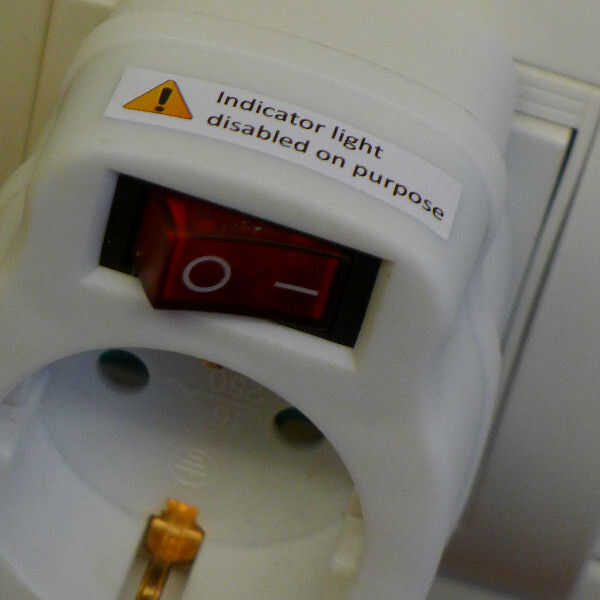 Indicator light
disabled on purpose
O I